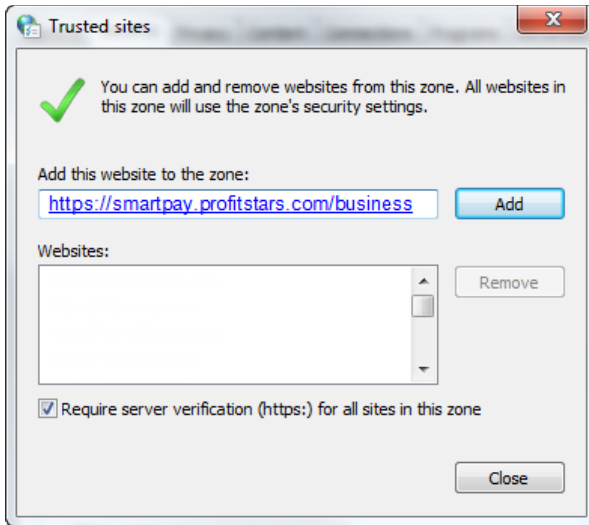 Trusted sites
You can add and remove websites from this zone. All websites in
this zone will use the zone's security settings.
Add this website to the zone:
https://smartpay.profitstars.com/business
Add
Websites:
Remove
Require server verification (https:) for all sites in this zone
Close